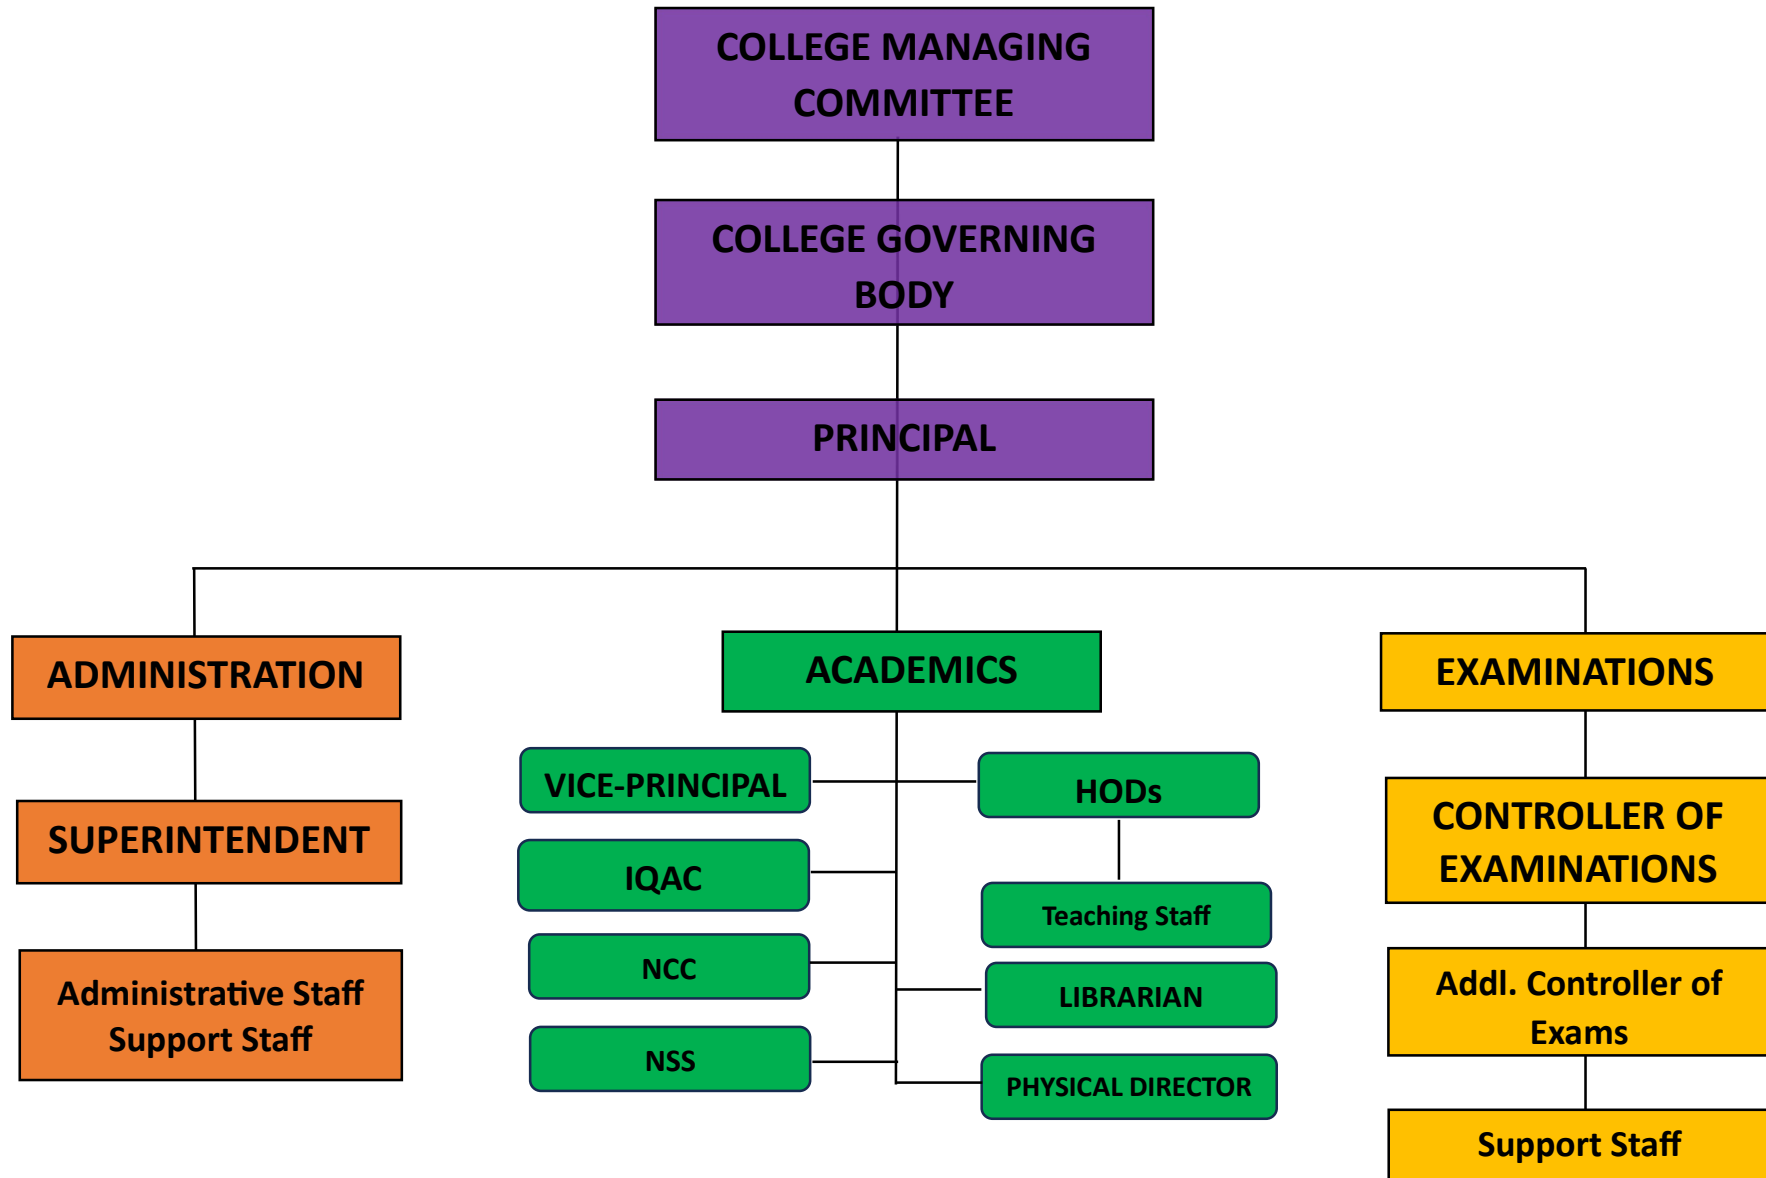 COLLEGE MANAGING
COMMITTEE
COLLEGE GOVERNING
BODY
PRINCIPAL
ADMINISTRATION
SUPERINTENDENT
Administrative Staff
Support Staff
ACADEMICS
VICE-PRINCIPAL
IQAC
NCC
NSS
HODs
Teaching Staff
LIBRARIAN
PHYSICAL DIRECTOR
EXAMINATIONS
CONTROLLER OF
EXAMINATIONS
Addl. Controller of
Exams
Support Staff